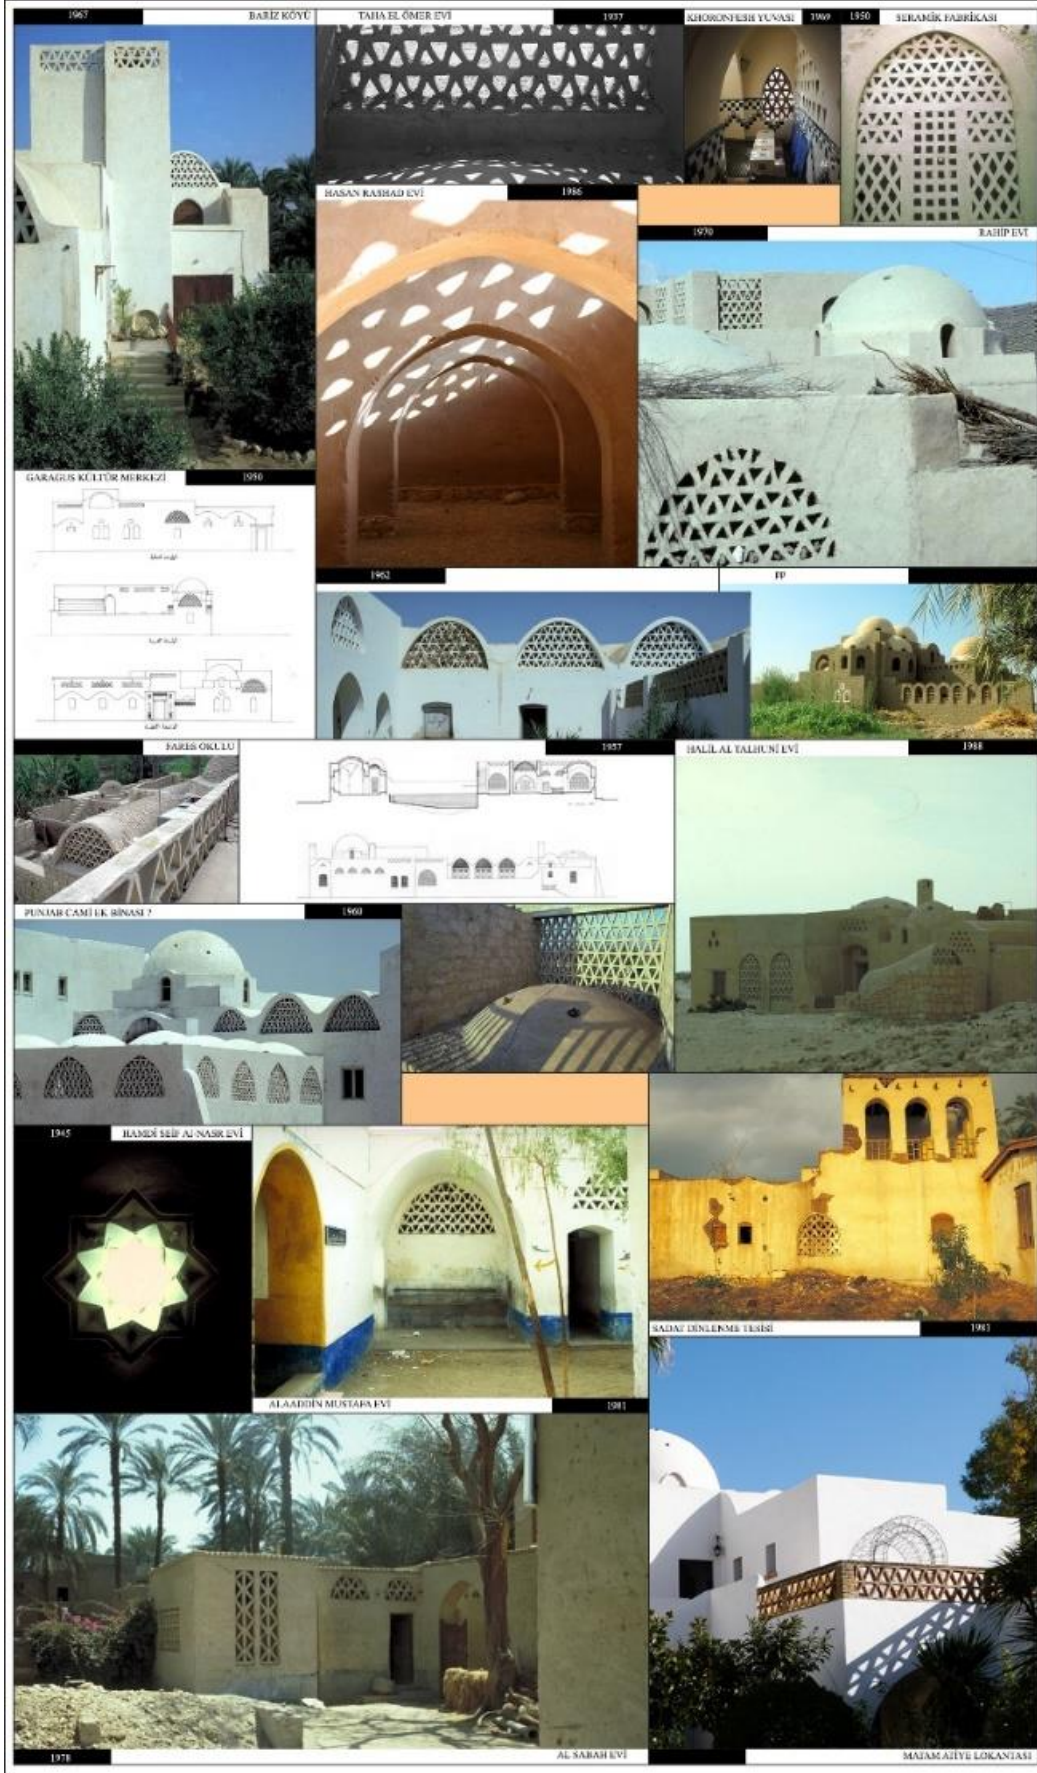 1967 BARİZ KÖYÜ
TAHA EL ÖMER EVİ 1937
KHORONFESH YUVASI 1969
1950 SERAMİK FABRİKASI
HASAN RASHAD EVİ 1986
1970 RAHİP EVİ
GARAGUS KÜLTÜR MERKEZİ 1950
1962
PP
FARES OKULU
1957
HALİL AL TALHUNİ EVİ 1988
PUNJAB CAMİ EK BİNASI ? 1960
1945 HAMDİ SEİF AL-NASR EVİ
SADAT DİNLENME TESİSİ 1981
ALAADDİN MUSTAFA EVİ 1981
1978 AL SABAH EVİ
MATAM ATİYE LOKANTASI